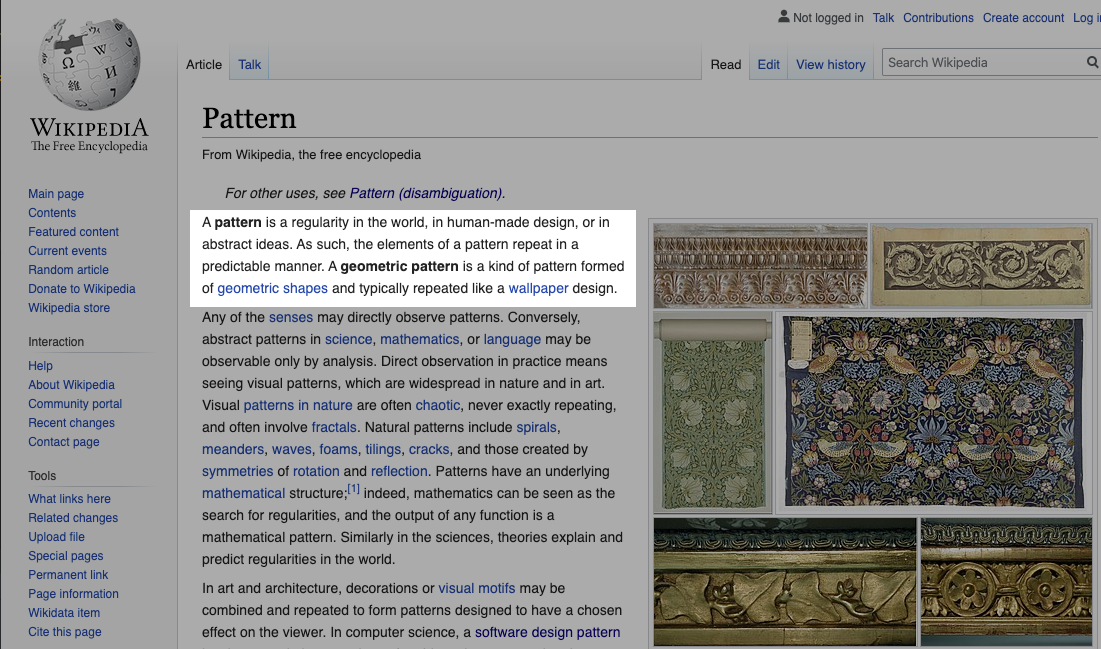 Not logged in Talk Contributions Create account Log i
Article Talk Read Edit View history Search Wikipedia
WIKIPEDIA
The Free Encyclopedia
Main page
Contents
Featured content
Current events
Random article
Donate to Wikipedia
Wikipedia store
Interaction
Help
About Wikipedia
Community portal
Recent changes
Contact page
Tools
What links here
Related changes
Upload file
Special pages
Permanent link
Page information
Wikidata item
Cite this page
Pattern
From Wikipedia, the free encyclopedia
For other uses, see Pattern (disambiguation).
A pattern is a regularity in the world, in human-made design, or in
abstract ideas. As such, the elements of a pattern repeat in a
predictable manner. A geometric pattern is a kind of pattern formed
of geometric shapes and typically repeated like a wallpaper design.
Any of the senses may directly observe patterns. Conversely,
abstract patterns in science, mathematics, or language may be
observable only by analysis. Direct observation in practice means
seeing visual patterns, which are widespread in nature and in art.
Visual patterns in nature are often chaotic, never exactly repeating,
and often involve fractals. Natural patterns include spirals,
meanders, waves, foams, tilings, cracks, and those created by
symmetries of rotation and reflection. Patterns have an underlying
mathematical structure;[1] indeed, mathematics can be seen as the
search for regularities, and the output of any function is a
mathematical pattern. Similarly in the sciences, theories explain and
predict regularities in the world.
In art and architecture, decorations or visual motifs may be
combined and repeated to form patterns designed to have a chosen
effect on the viewer. In computer science, a software design pattern